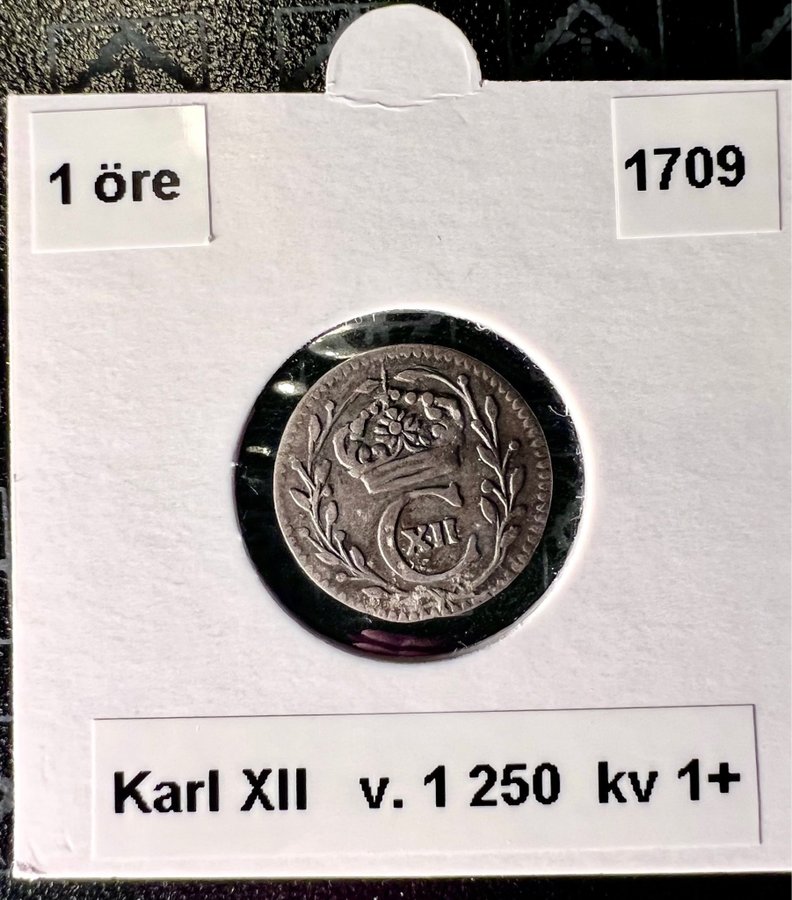 1 öre
1709
C
XII
Karl XII v. 1 250 kv 1+